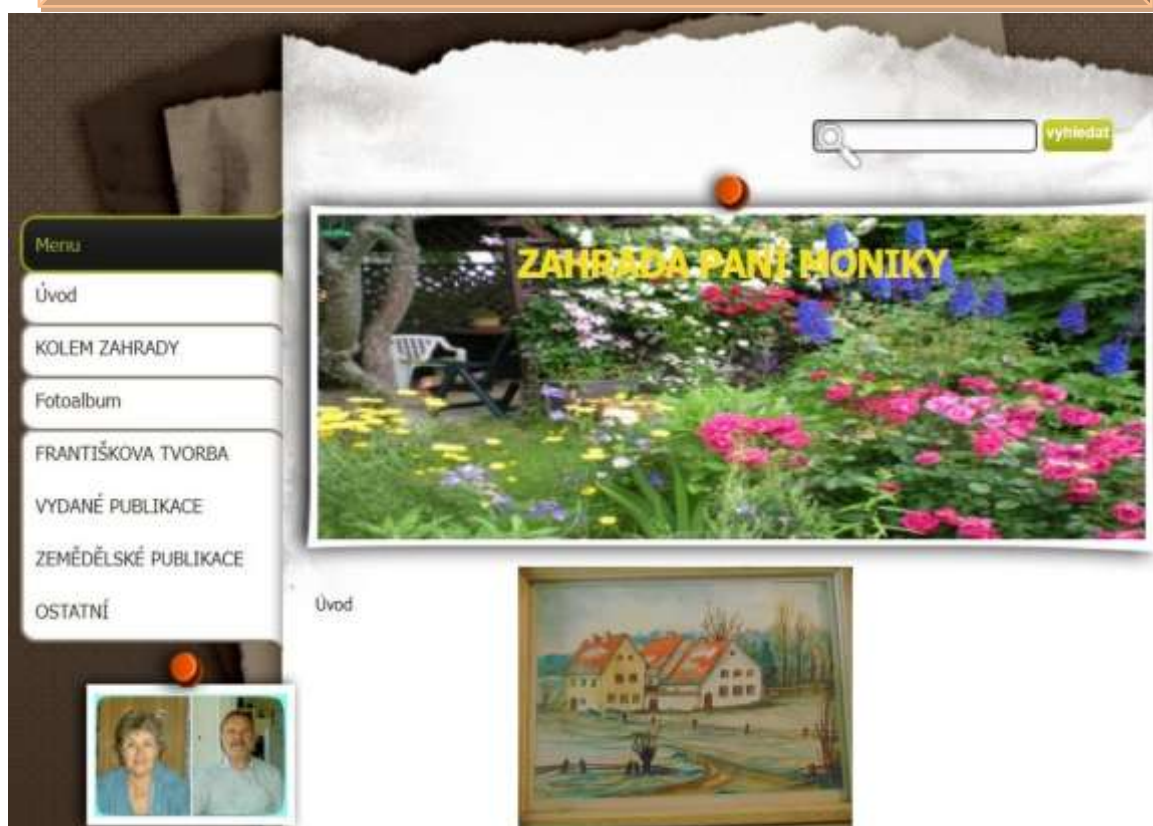 vyhledat
ZAHRADA PANÍ MONIKY
Menu
Úvod
KOLEM ZAHRADY
Fotoalbum
FRANTIŠKOVA TVORBA
VYDANÉ PUBLIKACE
ZEMĚDĚLSKÉ PUBLIKACE
OSTATNÍ
Úvod